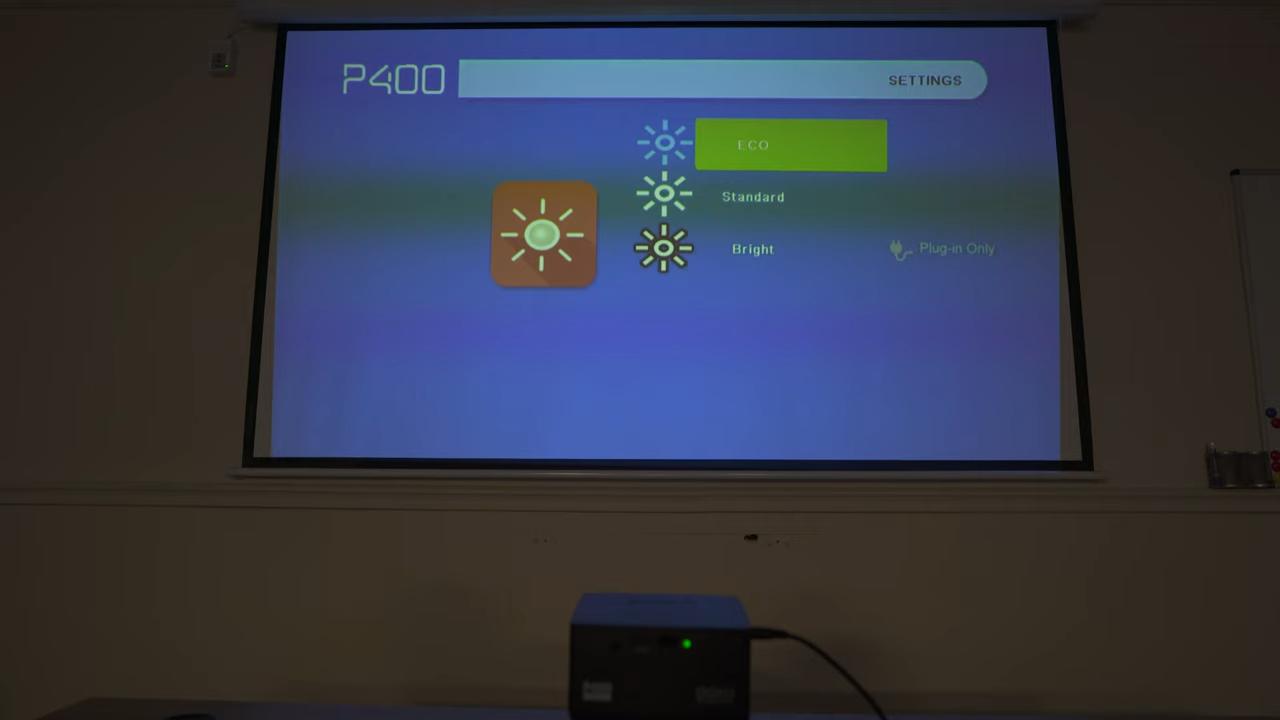 P400
SETTINGS
ECO
Standard
Bright
Plug-in Only